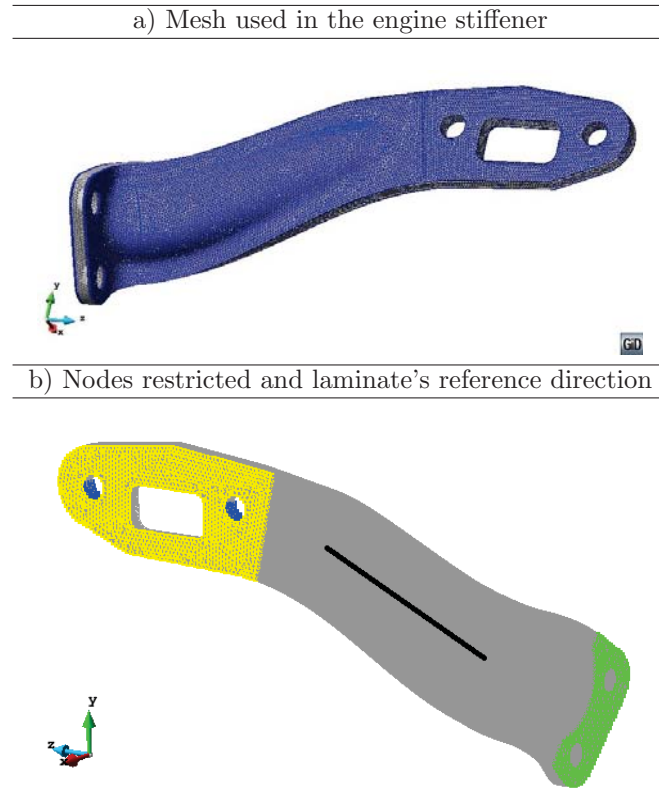 a) Mesh used in the engine stiffener
y
z
x
GiD
b) Nodes restricted and laminate's reference direction
y
z
x